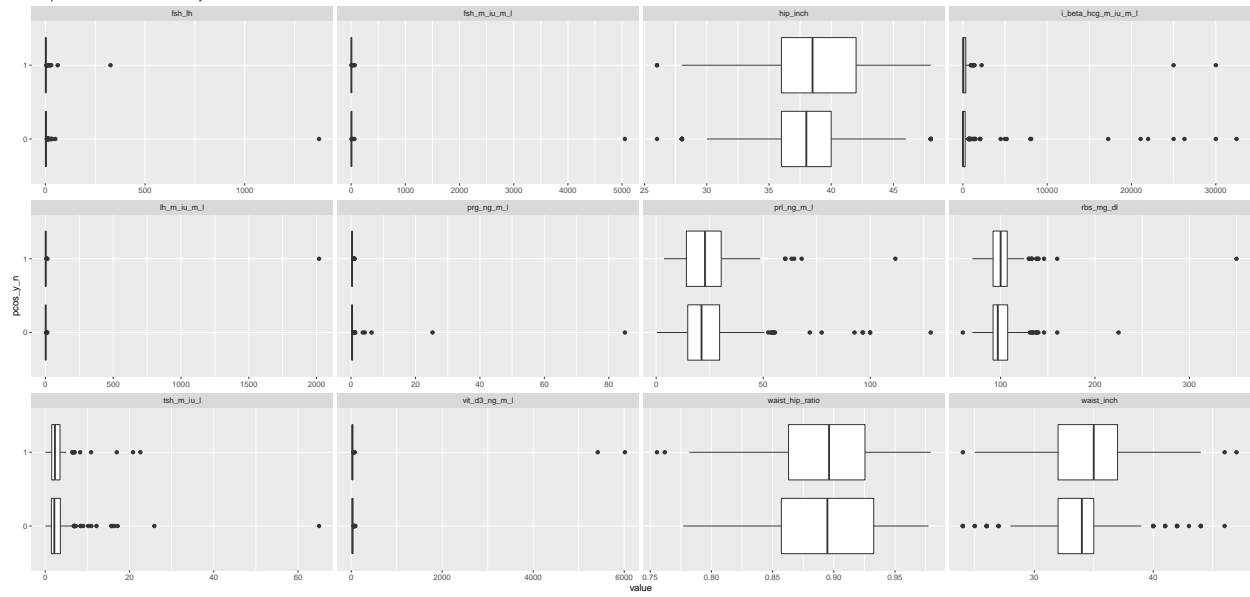 fsh_lh fsh_m_iu_m_l hip_inch i_beta_hcg_m_iu_m_l
1
0
500 1000 0 1000 2000 3000 4000 5000 25 30 35 40 45 0 10000 20000 30000
0
lh_m_iu_m_l prg_ng_m_l prl_ng_m_l rbs_mg_dl
1
0
0 500 1000 1500 2000 0 20 40 60 80 0 50 100 100 200 300
tsh_m_iu_l vit_d3_ng_m_l waist_hip_ratio waist_inch
1
0
0 20 40 60 0 2000 4000 6000 0.75 0.80 0.85 0.90 0.95 30 40
pcos_y_n
value